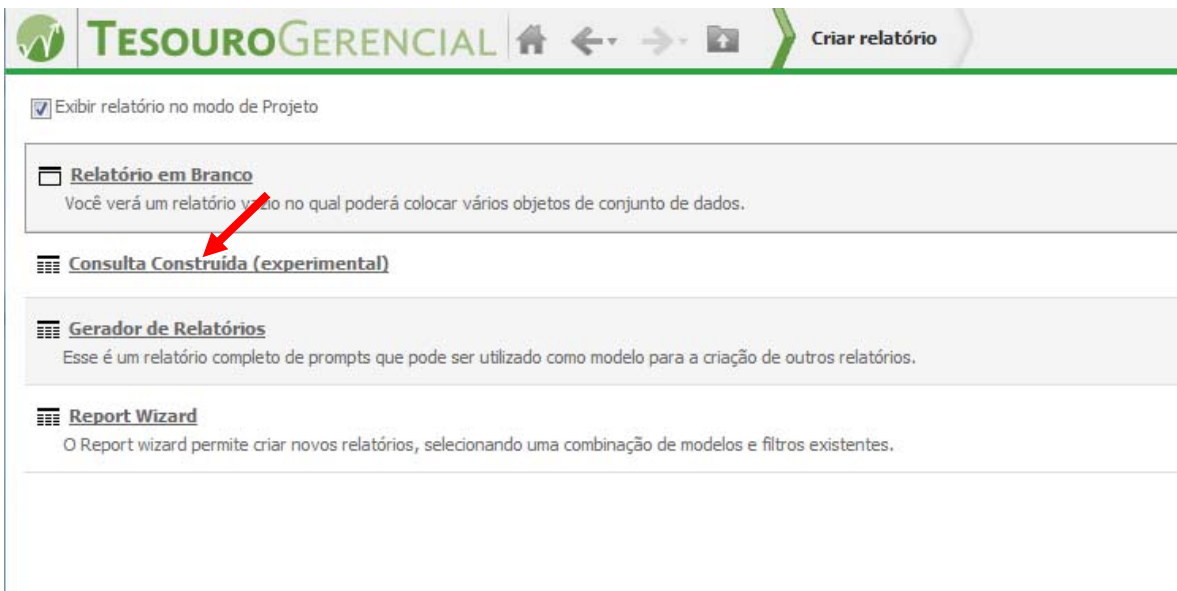 TESOUROGERENCIAL
Criar relatório
Exibir relatório no modo de Projeto
Relatório em Branco
Você verá um relatório vazio no qual poderá colocar vários objetos de conjunto de dados.
Consulta Construída (experimental)
Gerador de Relatórios
Esse é um relatório completo de prompts que pode ser utilizado como modelo para a criação de outros relatórios.
Report Wizard
O Report wizard permite criar novos relatórios, selecionando uma combinação de modelos e filtros existentes.